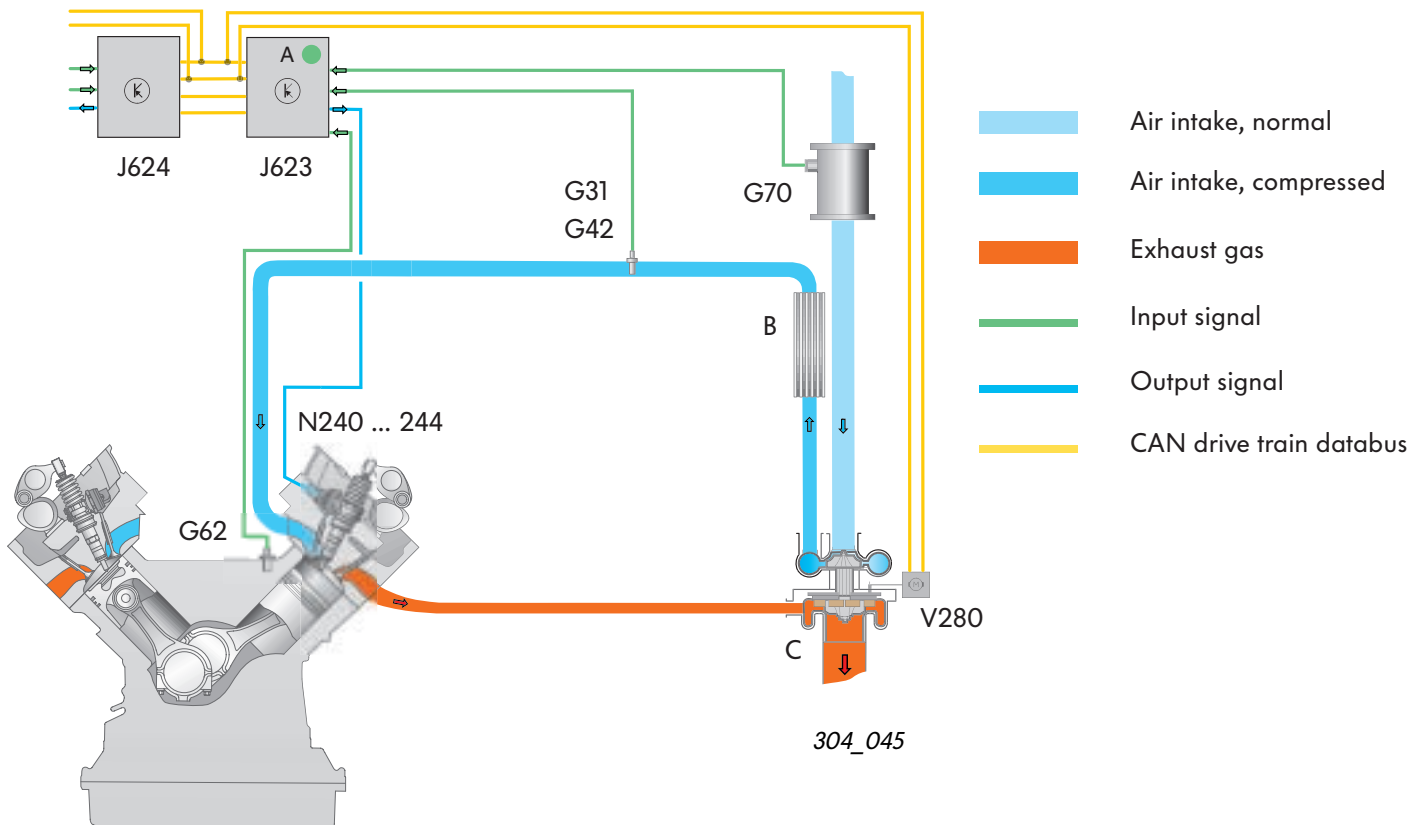 A
J624
J623
G31
G42
G70
B
N240 ... 244
G62
M
V280
C
304_045
Air intake, normal
Air intake, compressed
Exhaust gas
Input signal
Output signal
CAN drive train databus